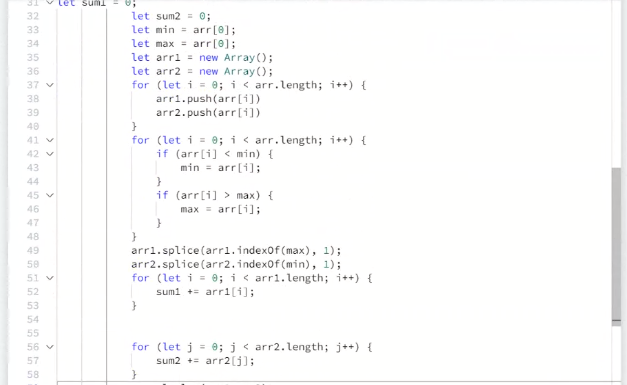 31 let sum1 = 0;
32 let sum2 = 0;
33 let min = arr[0];
34 let max = arr[0];
35 let arr1 = new Array();
36 let arr2 = new Array();
37 for (let i = 0; i < arr.length; i++) {
38 arr1.push(arr[i])
39 arr2.push(arr[i])
40 }
41 for (let i = 0; i < arr.length; i++) {
42 if (arr[i] < min) {
43 min = arr[i];
44 }
45 if (arr[i] > max) {
46 max = arr[i];
47 }
48 }
49 arr1.splice(arr1.indexOf(max), 1);
50 arr2.splice(arr2.indexOf(min), 1);
51 for (let i = 0; i < arr1.length; i++) {
52 sum1 += arr1[i];
53 }
54
55
56 for (let j = 0; j < arr2.length; j++) {
57 sum2 += arr2[j];
58 }